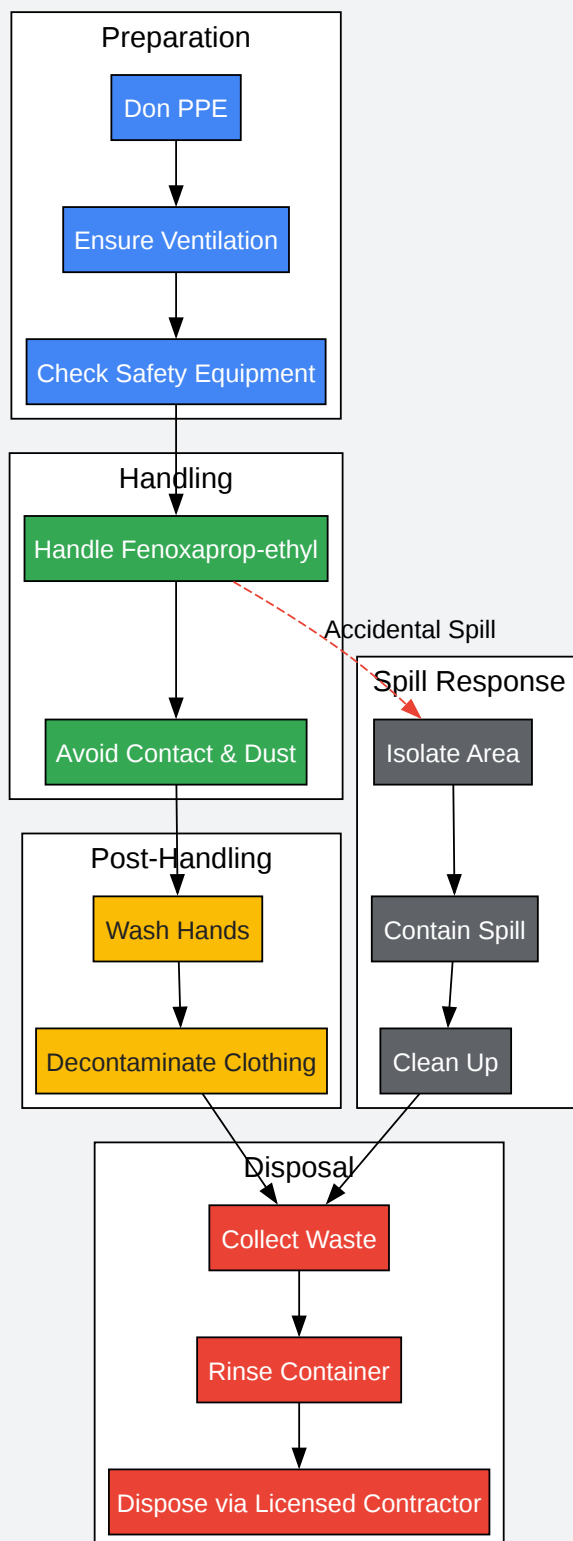 Preparation
Don PPE
Ensure Ventilation
Check Safety Equipment
Handling
Handle Fenoxaprop-ethyl
Accidental Spill
Avoid Contact & Dust
Spill Response
Isolate Area
Contain Spill
Clean Up
Post-Handling
Wash Hands
Decontaminate Clothing
Disposal
Collect Waste
Rinse Container
Dispose via Licensed Contractor